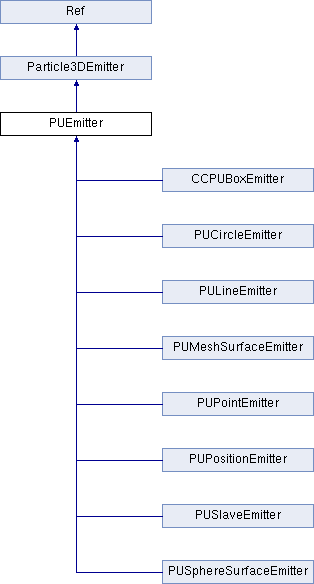 Ref
Particle3DEmitter
PUEmitter
CCPUBoxEmitter
PUCircleEmitter
PULineEmitter
PUMeshSurfaceEmitter
PUPointEmitter
PUPositionEmitter
PUSlaveEmitter
PUSphereSurfaceEmitter